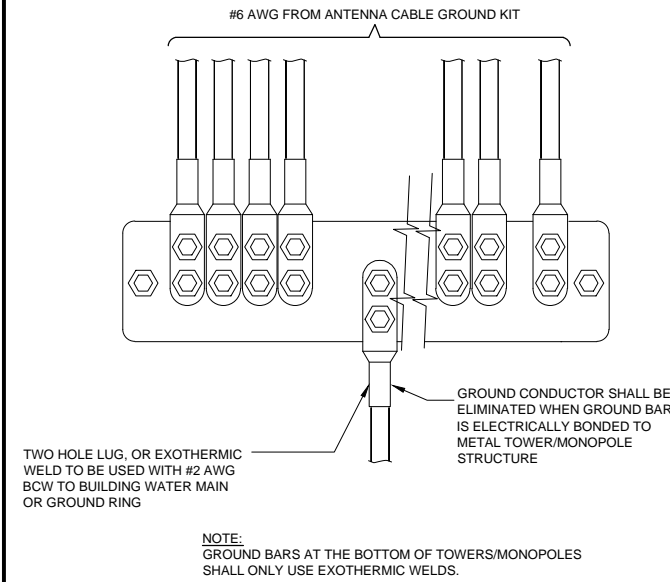 #6 AWG FROM ANTENNA CABLE GROUND KIT
GROUND CONDUCTOR SHALL BE
ELIMINATED WHEN GROUND BAR
IS ELECTRICALLY BONDED TO
METAL TOWER/MONOPOLE
STRUCTURE
TWO HOLE LUG, OR EXOTHERMIC
WELD TO BE USED WITH #2 AWG
BCW TO BUILDING WATER MAIN
OR GROUND RING
NOTE:
GROUND BARS AT THE BOTTOM OF TOWERS/MONOPOLES
SHALL ONLY USE EXOTHERMIC WELDS.